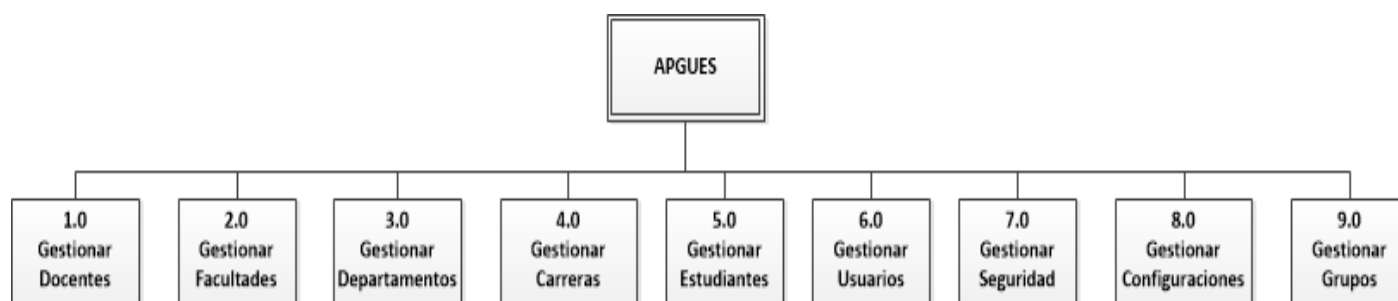 APGUES
1.0
Gestionar
Docentes
2.0
Gestionar
Facultades
3.0
Gestionar
Departamentos
4.0
Gestionar
Carreras
5.0
Gestionar
Estudiantes
6.0
Gestionar
Usuarios
7.0
Gestionar
Seguridad
8.0
Gestionar
Configuraciones
9.0
Gestionar
Grupos